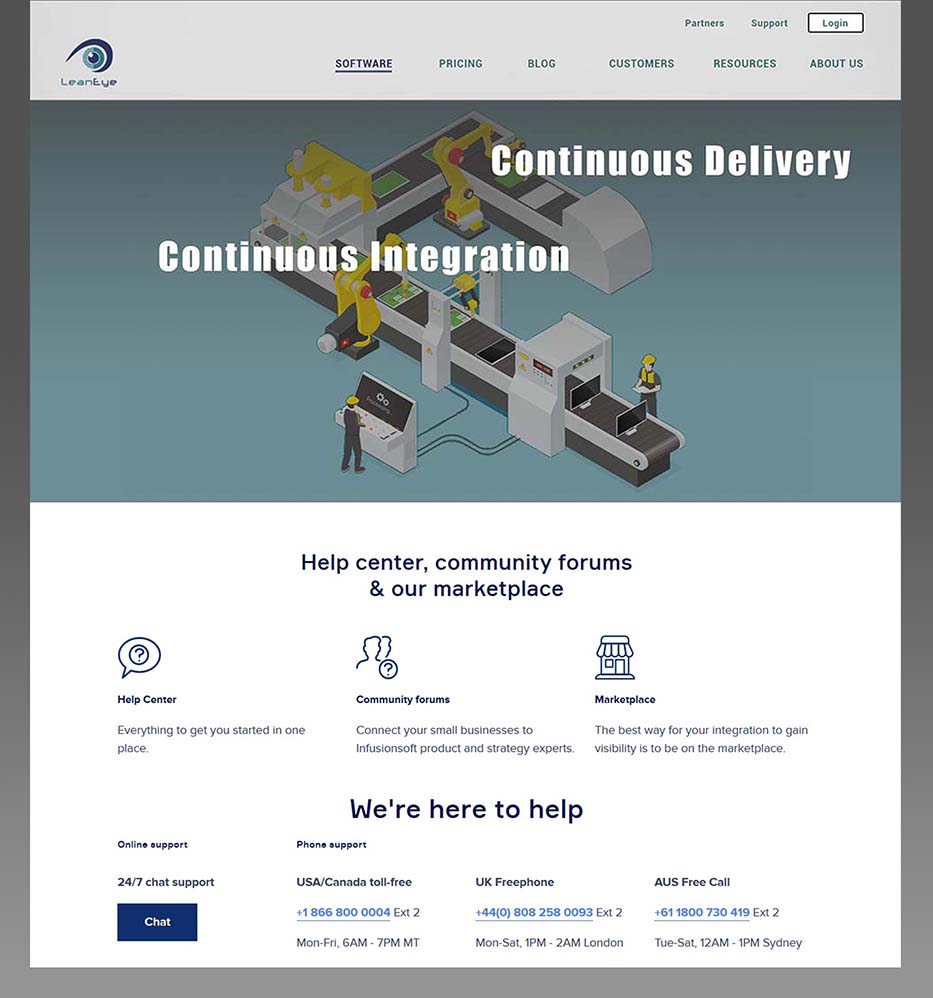 Partners Support Login
LeanEye
SOFTWARE PRICING BLOG CUSTOMERS RESOURCES ABOUT US
Continuous Delivery
Continuous Integration
Processing
Help center, community forums
& our marketplace
Help Center Community forums Marketplace
Everything to get you started in one Connect your small businesses to The best way for your integration to gain
place. Infusionsoft product and strategy experts. visibility is to be on the marketplace.
We're here to help
Online support Phone support
24/7 chat support USA/Canada toll-free UK Freephone AUS Free Call
Chat +1 866 800 0004 Ext 2 +44(0) 808 258 0093 Ext 2 +61 1800 730 419 Ext 2
Mon-Fri, 6AM - 7PM MT Mon-Sat, 1PM - 2AM London Tue-Sat, 12AM - 1PM Sydney